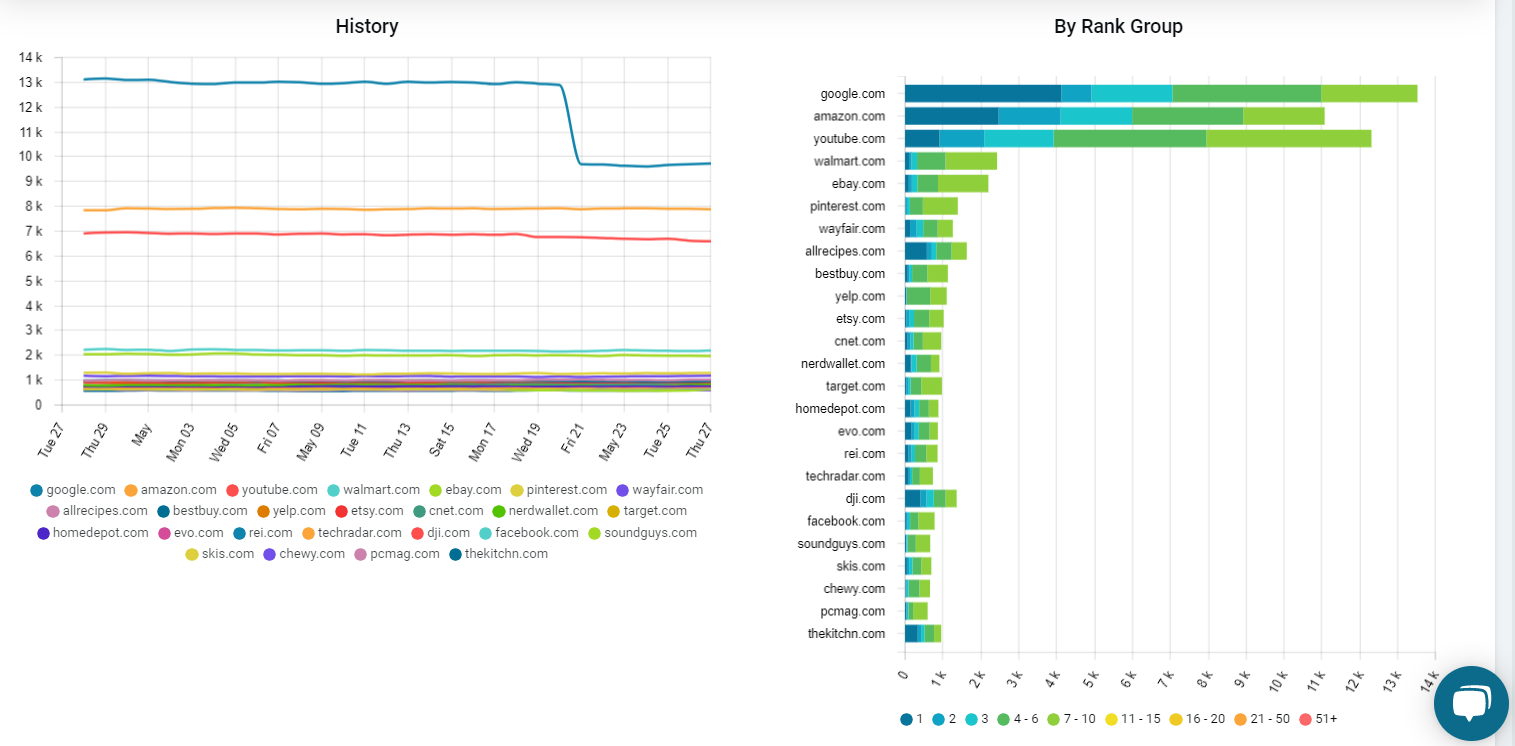 History
14 k
13 k
12 k
11 k
10 k
9 k
8 k
7 k
6 k
5 k
4 k
3 k
2 k
1 k
0
Tue 27
Thu 29
May
Mon 03
Wed 05
Fri 07
May 09
Tue 11
Thu 13
Sat 15
Mon 17
Wed 19
Fri 21
May 23
Tue 25
Thu 27
google.com amazon.com youtube.com walmart.com ebay.com pinterest.com wayfair.com
allrecipes.com bestbuy.com yelp.com etsy.com cnet.com nerdwallet.com target.com
homedepot.com evo.com rei.com techradar.com dji.com facebook.com soundguys.com
skis.com chewy.com pcmag.com thekitchn.com
By Rank Group
google.com
amazon.com
youtube.com
walmart.com
ebay.com
pinterest.com
wayfair.com
allrecipes.com
bestbuy.com
yelp.com
etsy.com
cnet.com
nerdwallet.com
target.com
homedepot.com
evo.com
rei.com
techradar.com
dji.com
facebook.com
soundguys.com
skis.com
chewy.com
pcmag.com
thekitchn.com
0
1 k
2 k
3 k
4 k
5 k
6 k
7 k
8 k
9 k
10 k
11 k
12 k
13 k
14 k
1 2 3 4 - 6 7 - 10 11 - 15 16 - 20 21 - 50 51+